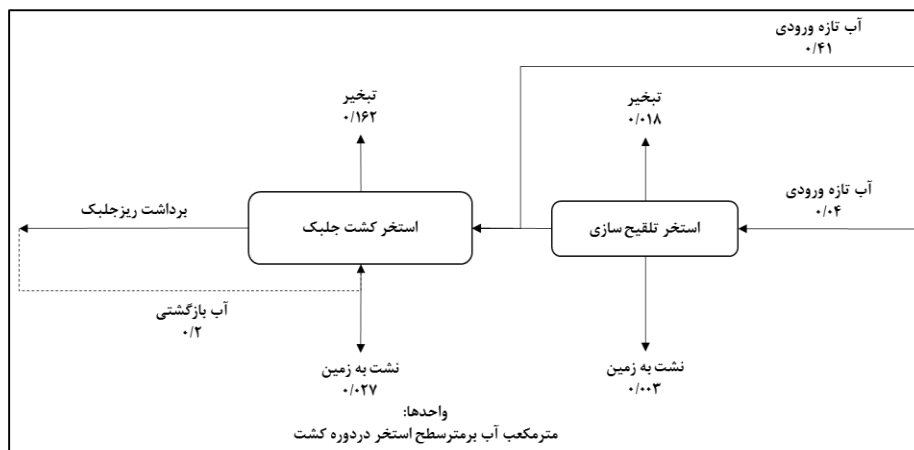 آب تازه ورودی
۰/۴۱
تبخیر
۰/۰۱۸
تبخیر
۰/۱۶۲
آب تازه ورودی
۰/۰۴
استخر تلقیح سازی
استخر کشت جلبک
برداشت ریزجلبک
آب بازگشتی
۰/۲
نشت به زمین
۰/۰۰۳
نشت به زمین
۰/۰۲۷
واحدها:
مترمکعب آب برمترسطح استخر دردوره کشت